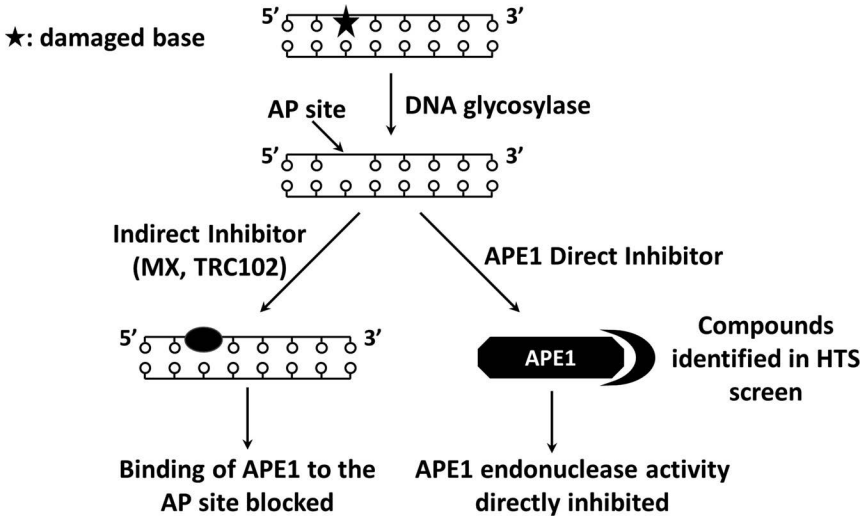 5’ 3’
★: damaged base
AP site
DNA glycosylase
5’ 3’
Indirect Inhibitor
(MX, TRC102)
APE1 Direct Inhibitor
5’ 3’
APE1
Compounds
identified in HTS
screen
Binding of APE1 to the
AP site blocked
APE1 endonuclease activity
directly inhibited